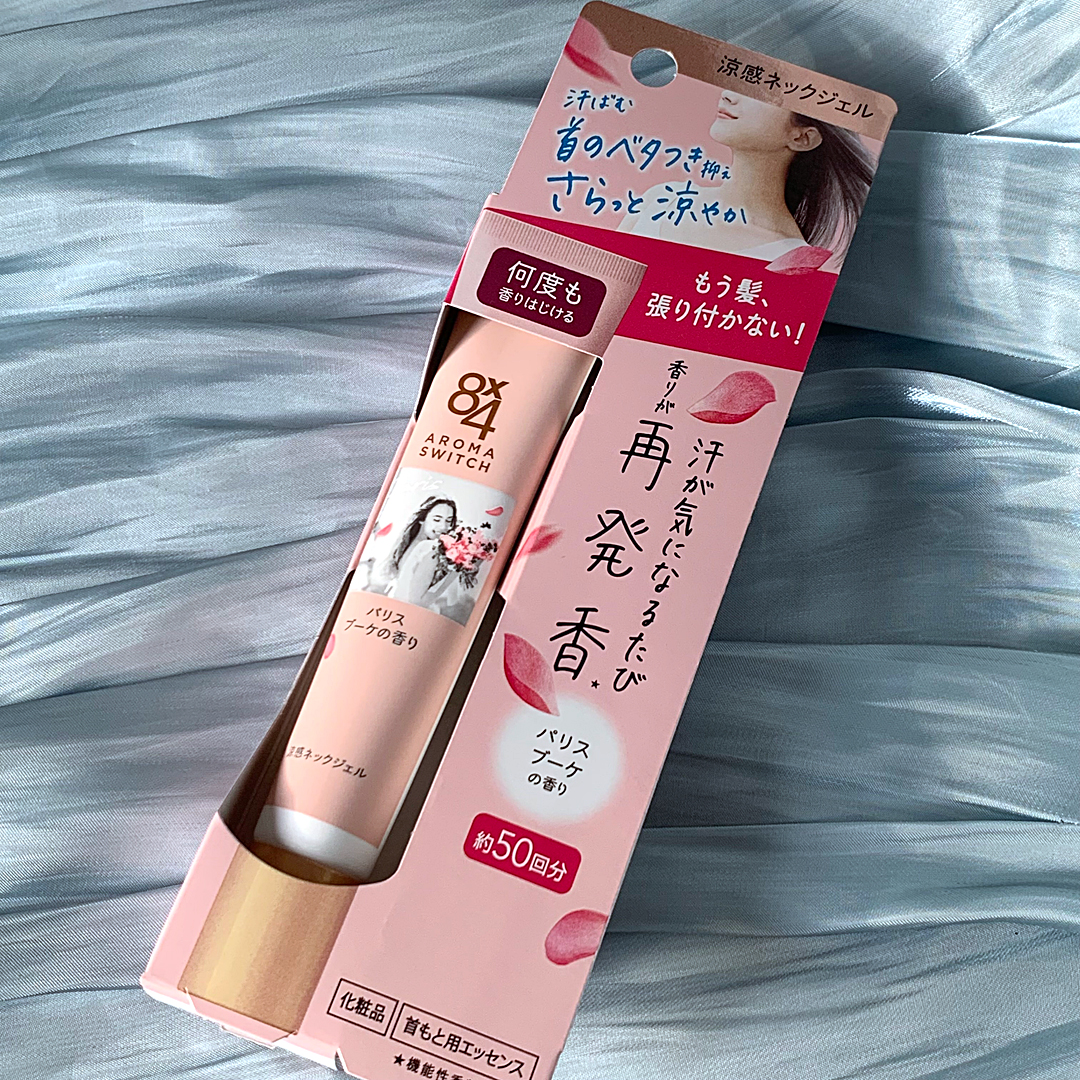 涼感ネックジェル
汗ばむ
首のベタつき抑え
さらっと涼やか
もう髪、
張り付かない!
何度も
香りはじける
8x4
AROMA
SWITCH
パリス
ブーケの香り
涼感ネックジェル
汗が気になるたび
香りが
再発香★
パリス
ブーケ
の香り
約50回分
化粧品
首もと用エッセンス
★機能性香